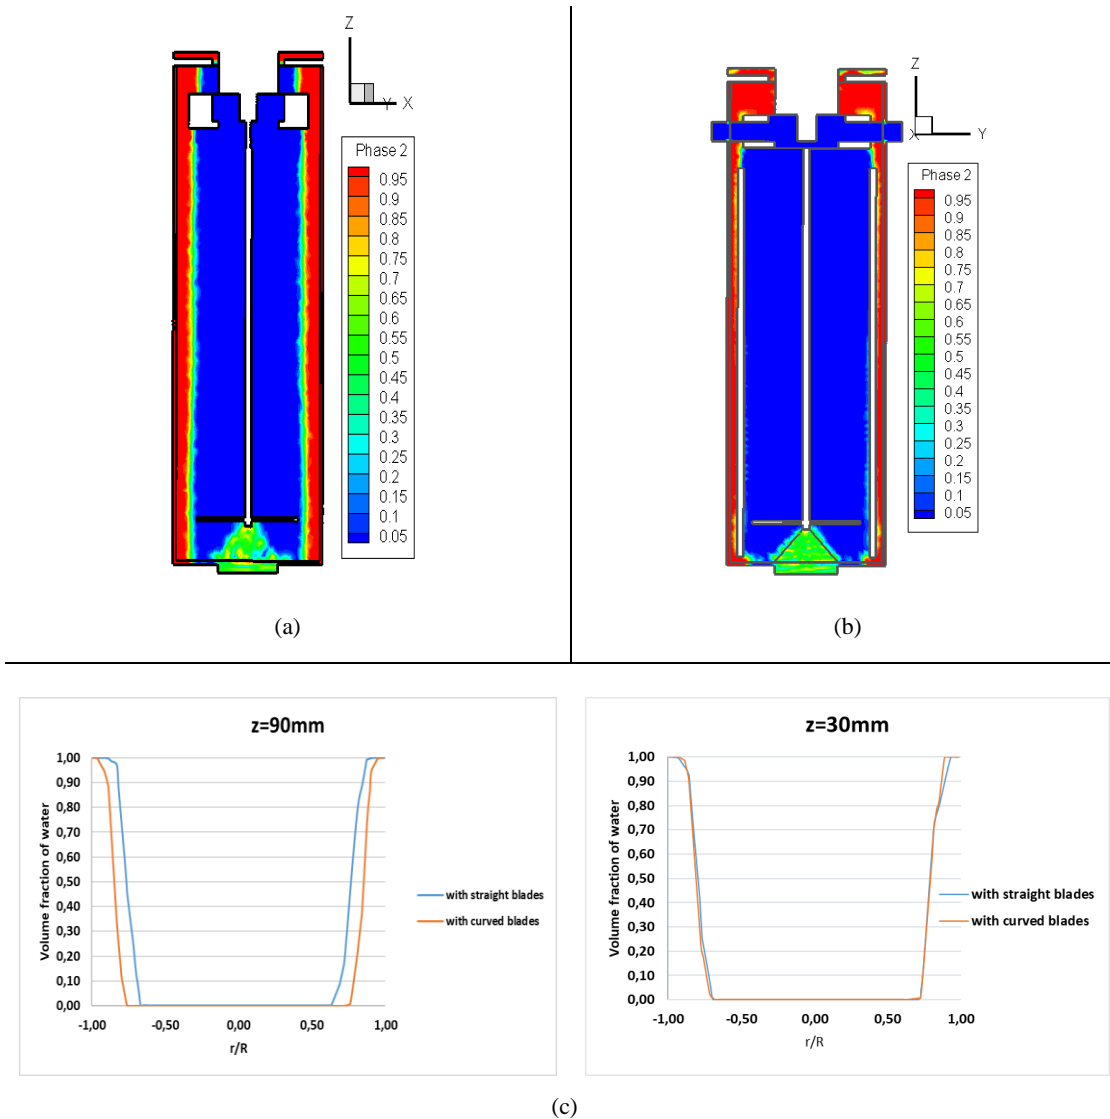 Z
Y X
Phase 2
0.95
0.9
0.85
0.8
0.75
0.7
0.65
0.6
0.55
0.5
0.45
0.4
0.35
0.3
0.25
0.2
0.15
0.1
0.05
(a)
Z
X Y
Phase 2
0.95
0.9
0.85
0.8
0.75
0.7
0.65
0.6
0.55
0.5
0.45
0.4
0.35
0.3
0.25
0.2
0.15
0.1
0.05
(b)
z=90mm
Volume fraction of water
1,00
0,90
0,80
0,70
0,60
0,50
0,40
0,30
0,20
0,10
0,00
-1,00 -0,50 0,00 0,50 1,00
r/R
with straight blades
with curved blades
z=30mm
Volume fraction of water
1,00
0,90
0,80
0,70
0,60
0,50
0,40
0,30
0,20
0,10
0,00
-1,00 -0,50 0,00 0,50 1,00
r/R
with straight blades
with curved blades
(c)